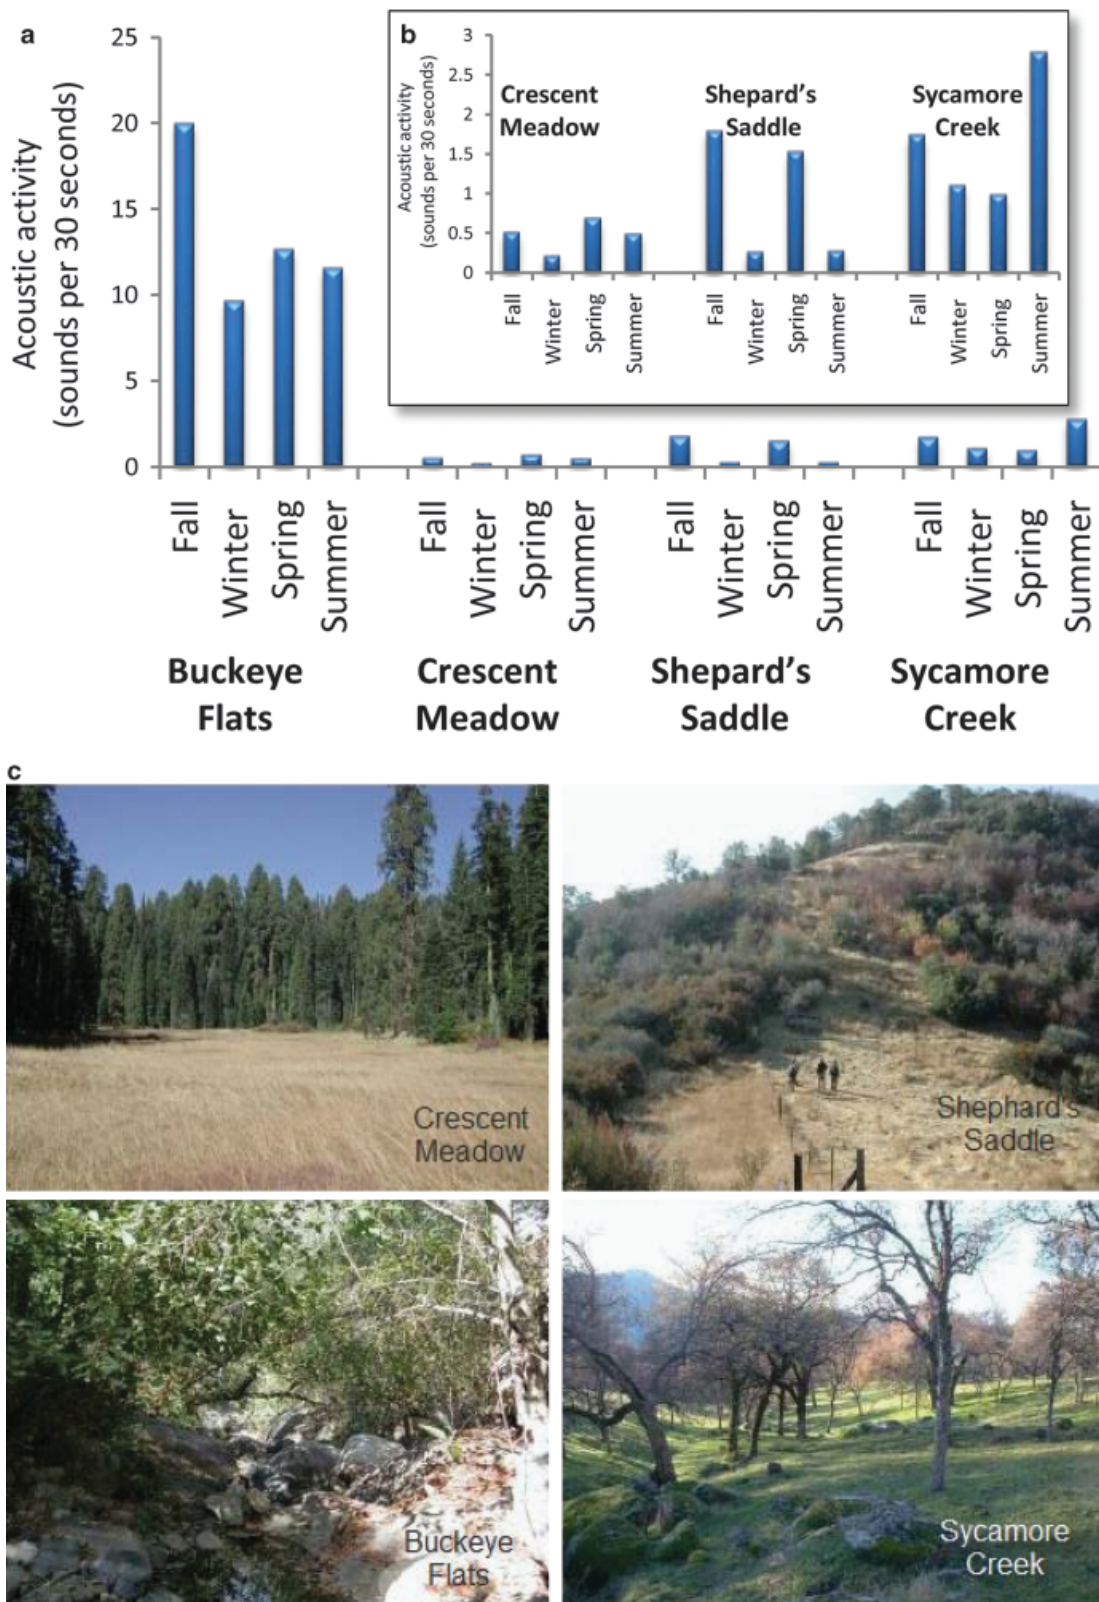 a
25
20
15
10
5
0
Acoustic activity
(sounds per 30 seconds)
Fall
Winter
Spring
Summer
Fall
Winter
Spring
Summer
Fall
Winter
Spring
Summer
Fall
Winter
Spring
Summer
Buckeye
Flats
Crescent
Meadow
Shepard's
Saddle
Sycamore
Creek
b
3
2.5
2
1.5
1
0.5
0
Acoustic activity
(sounds per 30 seconds)
Crescent
Meadow
Shepard's
Saddle
Sycamore
Creek
Fall
Winter
Spring
Summer
Fall
Winter
Spring
Summer
Fall
Winter
Spring
Summer
c
Crescent
Meadow
Shephard's
Saddle
Buckeye
Flats
Sycamore
Creek